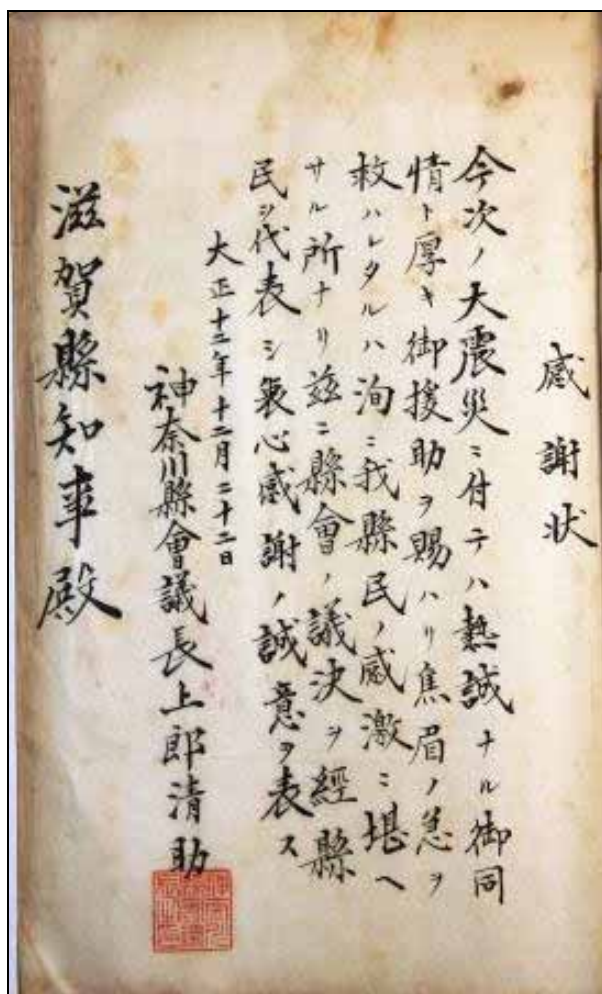 感謝状
今次ノ大震災ニ付テハ熱誠ナル御同
情ト厚キ御援助ヲ賜ハリ焦眉ノ急ヲ
救ハレタルハ洵ニ我縣民ノ感激ニ堪ヘ
サル所ナリ茲ニ縣會ノ議決ヲ經縣
民ヲ代表シ衷心感謝ノ誠意ヲ表ス
大正十二年十二月二十二日
神奈川縣會議長上郎清助
滋賀縣知事殿